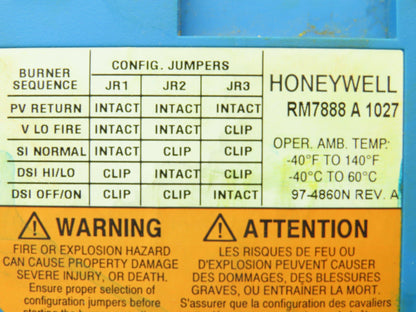 CONFIG. JUMPERS
BURNER SEQUENCE JR1 JR2 JR3
PV RETURN INTACT INTACT INTACT
V LO FIRE INTACT INTACT CLIP
SI NORMAL INTACT CLIP CLIP
DSI HI/LO CLIP INTACT CLIP
DSI OFF/ON CLIP CLIP INTACT
HONEYWELL
RM7888 A 1027
OPER. AMB. TEMP:
-40°F TO 140°F
-40°C TO 60°C
97-4860N REV. A
WARNING
FIRE OR EXPLOSION HAZARD
CAN CAUSE PROPERTY DAMAGE
SEVERE INJURY, OR DEATH.
Ensure proper selection of
configuration jumpers before
ATTENTION
LES RISQUES DE FEU OU
D'EXPLOSION PEUVENT CAUSER
DES DOMMAGES, DES BLESSURES
GRAVES, OU ENTRAÎNER LA MORT.
S'assurer que la configuration des cavaliers